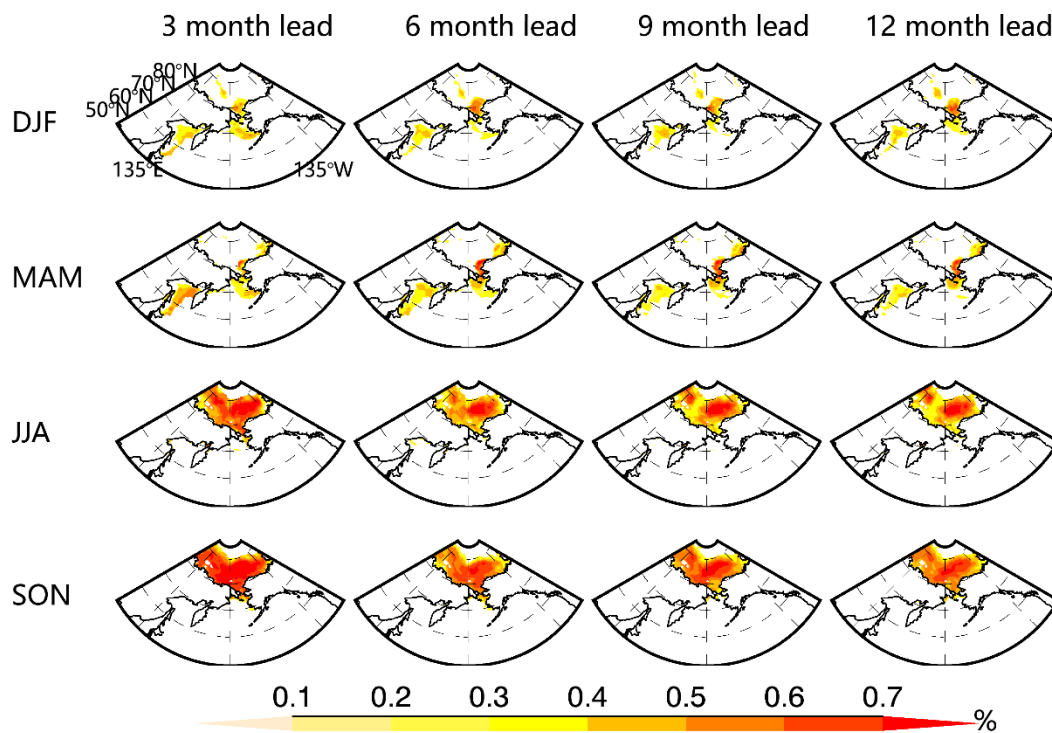 3 month lead 6 month lead 9 month lead 12 month lead
DJF
80°N
70°N
60°N
50°N
135°E
135°W
MAM
JJA
SON
0.1 0.2 0.3 0.4 0.5 0.6 0.7
%